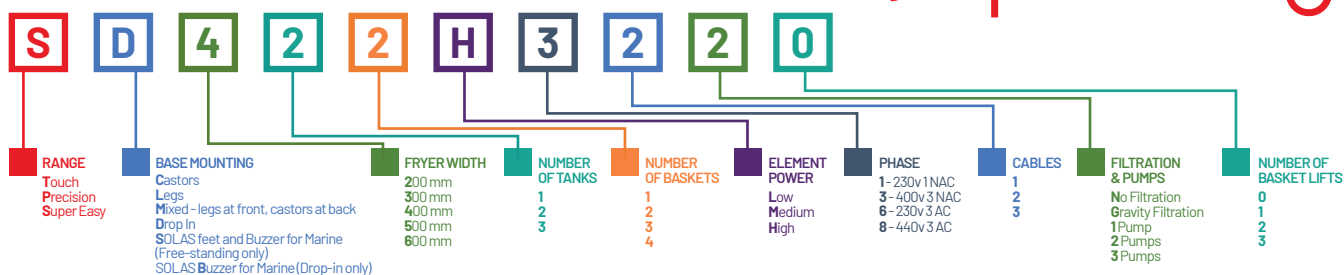 S D 4 2 2 H 3 2 2 0
RANGE
Touch
Precision
Super Easy
BASE MOUNTING
Castors
Legs
Mixed - legs at front, castors at back
Drop In
SOLAS feet and Buzzer for Marine
(Free-standing only)
SOLAS Buzzer for Marine (Drop-in only)
FRYER WIDTH
200 mm
300 mm
400 mm
500 mm
600 mm
NUMBER
OF TANKS
1
2
3
NUMBER
OF BASKETS
1
2
3
4
ELEMENT
POWER
Low
Medium
High
PHASE
1 - 230v 1 NAC
3 - 400v 3 NAC
6 - 230v 3 AC
8 - 440v 3 AC
CABLES
1
2
3
FILTRATION
& PUMPS
No Filtration
Gravity Filtration
1 Pump
2 Pumps
3 Pumps
NUMBER OF
BASKET LIFTS
0
1
2
3